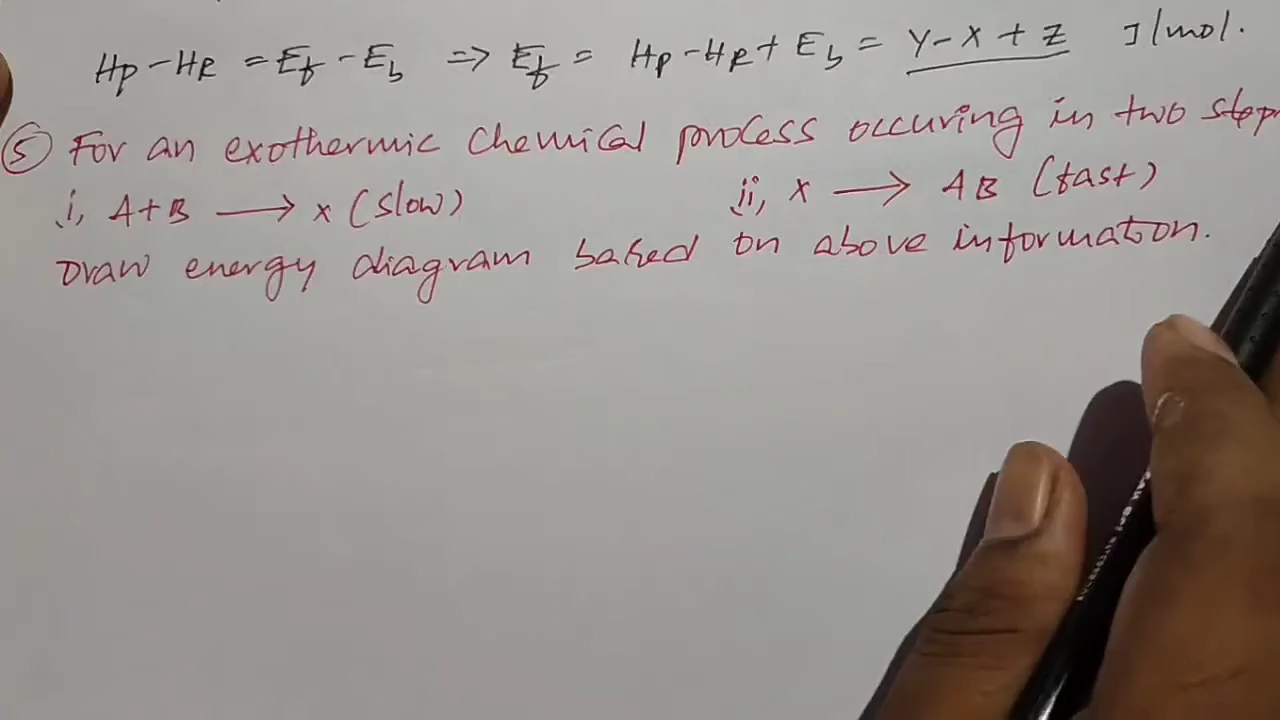 Hp - HR = Ef - Eb ⇒ Ef = Hp - HR + Eb = Y - X + Z J/mol.
⑤ For an exothermic chemical process occuring in two step
i, A+B → x (slow) ii, x → AB (fast)
Draw energy diagram based on above information.